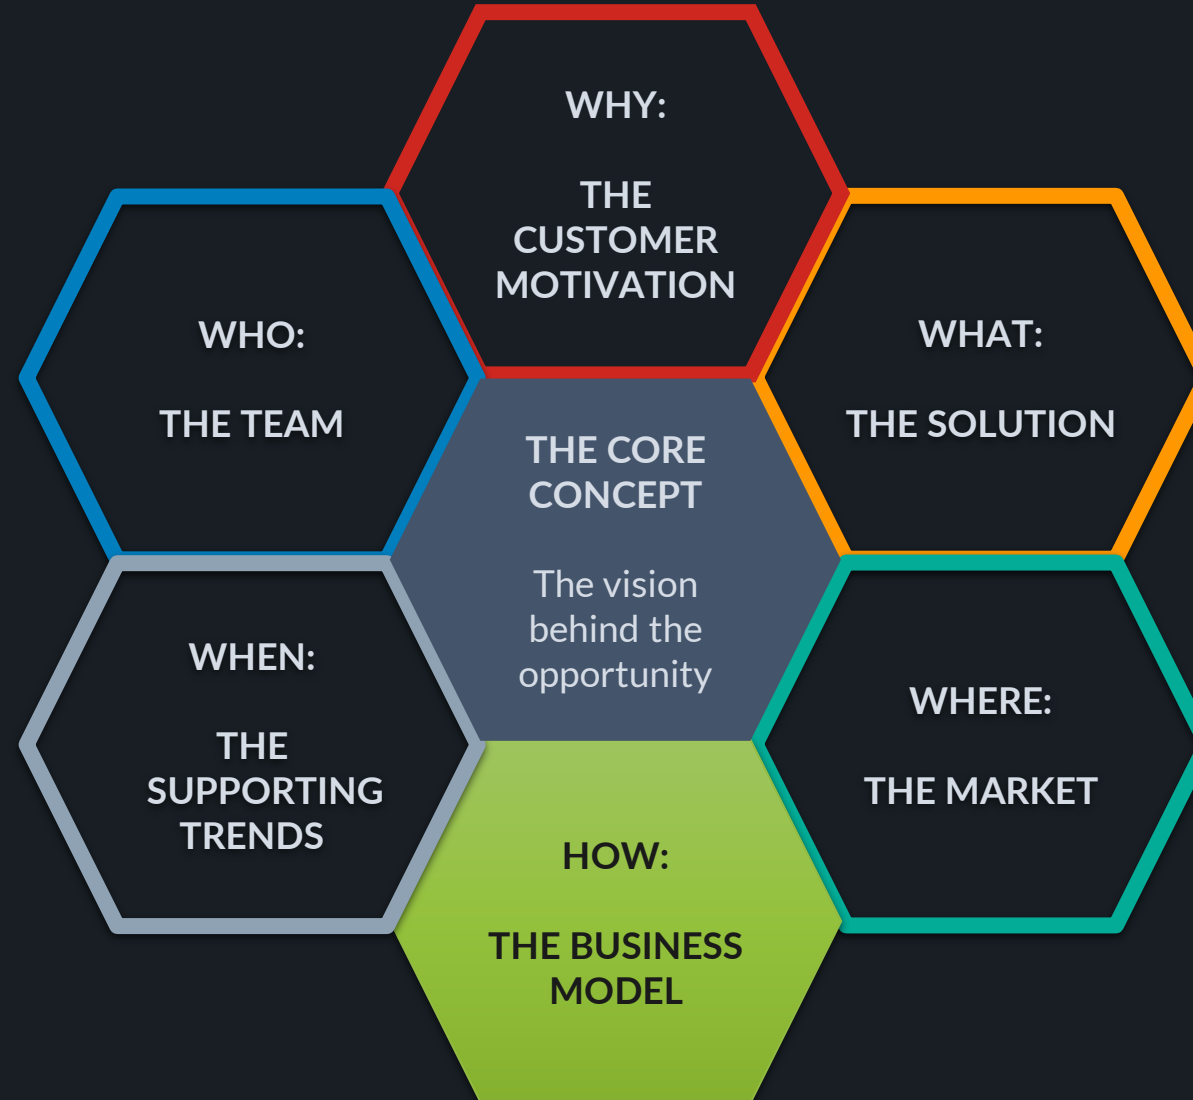 WHY:
THE
CUSTOMER
MOTIVATION
WHO:
THE TEAM
WHAT:
THE SOLUTION
THE CORE
CONCEPT
The vision
behind the
opportunity
WHEN:
THE
SUPPORTING
TRENDS
WHERE:
THE MARKET
HOW:
THE BUSINESS
MODEL